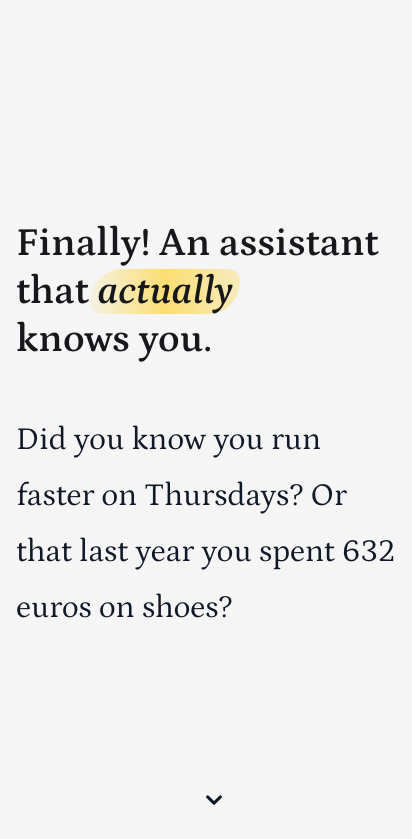 Finally! An assistant
that actually
knows you.
Did you know you run
faster on Thursdays? Or
that last year you spent 632
euros on shoes?